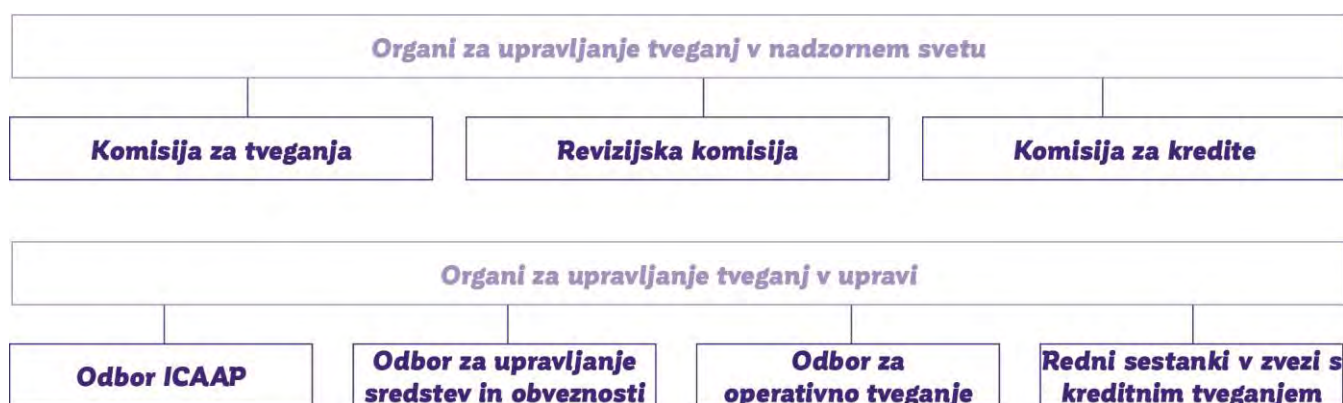 Organi za upravljanje tveganj v nadzornem svetu
Komisija za tveganja
Revizijska komisija
Komisija za kredite
Organi za upravljanje tveganj v upravi
Odbor ICAAP
Odbor za upravljanje
sredstev in obveznosti
Odbor za
operativno tveganje
Redni sestanki v zvezi s
kreditnim tveganjem